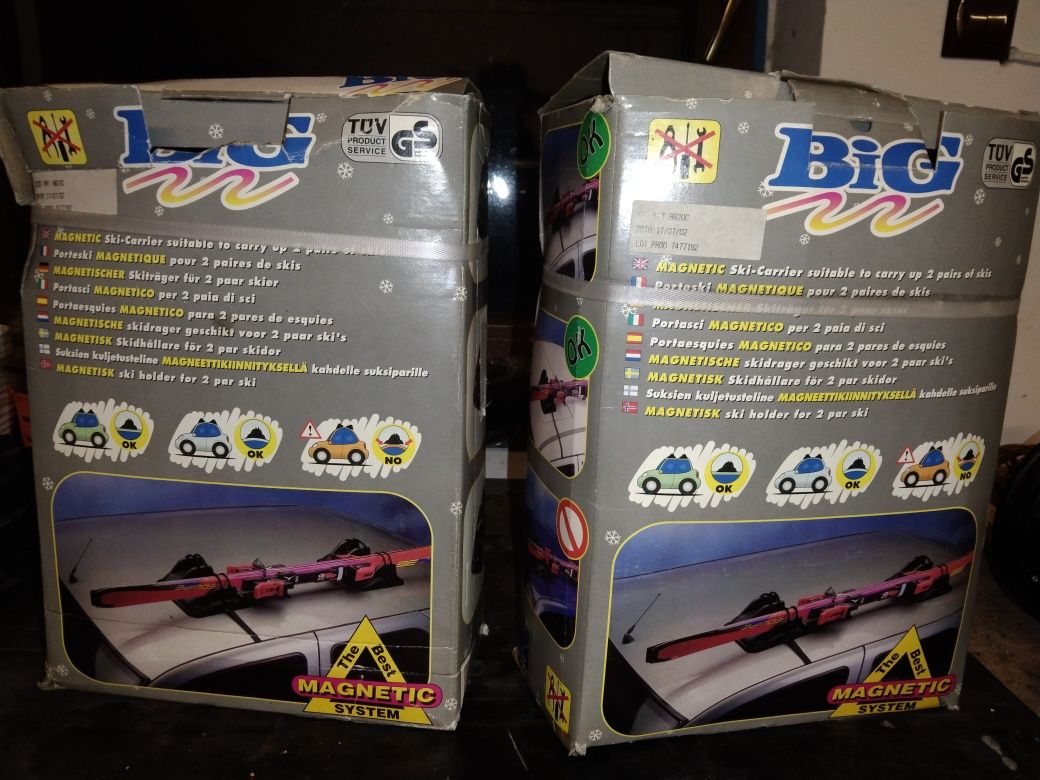 BiG
BiG
TÜV
PRODUCT
SERVICE
GS
17/07/02
7477192
MAGNETIC Ski-Carrier suitable to carry up 2 pairs of skis
Porteski MAGNETIQUE pour 2 paires de skis
MAGNETISCHER Skiträger für 2 paar skier
Portasci MAGNETICO per 2 paia di sci
Portaesquies MAGNETICO para 2 pares de esquies
MAGNETISCHE skidrager geschikt voor 2 paar ski's
MAGNETISK Skidhållare för 2 par skidor
Suksien kuljetusteline MAGNEETTIKIINNITYKSELLÄ kahdelle suksiparille
MAGNETISK ski holder for 2 par ski
OK
OK
NO
The Best
MAGNETIC
SYSTEM
OK
OK
BiG
TÜV
PRODUCT
SERVICE
GS
8620C
DATA 17/07/02
LOT PROD 7477192
MAGNETIC Ski-Carrier suitable to carry up 2 pairs of skis
Porteski MAGNETIQUE pour 2 paires de skis
Portasci MAGNETICO per 2 paia di sci
Portaesquies MAGNETICO para 2 pares de esquies
MAGNETISCHE skidrager geschikt voor 2 paar ski's
MAGNETISK Skidhållare för 2 par skidor
Suksien kuljetusteline MAGNEETTIKIINNITYKSELLÄ kahdelle suksiparille
MAGNETISK ski holder for 2 par ski
OK
OK
NO
The Best
MAGNETIC
SYSTEM